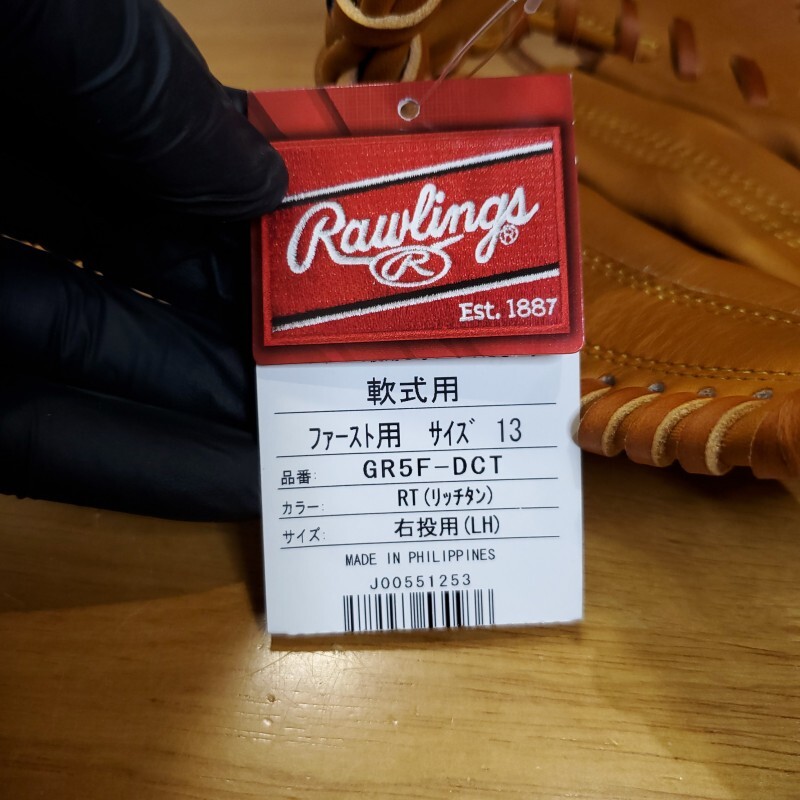 Rawlings®
R
Est. 1887
軟式用
ファースト用 サイズ 13
品番: GR5F-DCT
カラー: RT(リッチタン)
サイズ: 右投用(LH)
MADE IN PHILIPPINES
J00551253